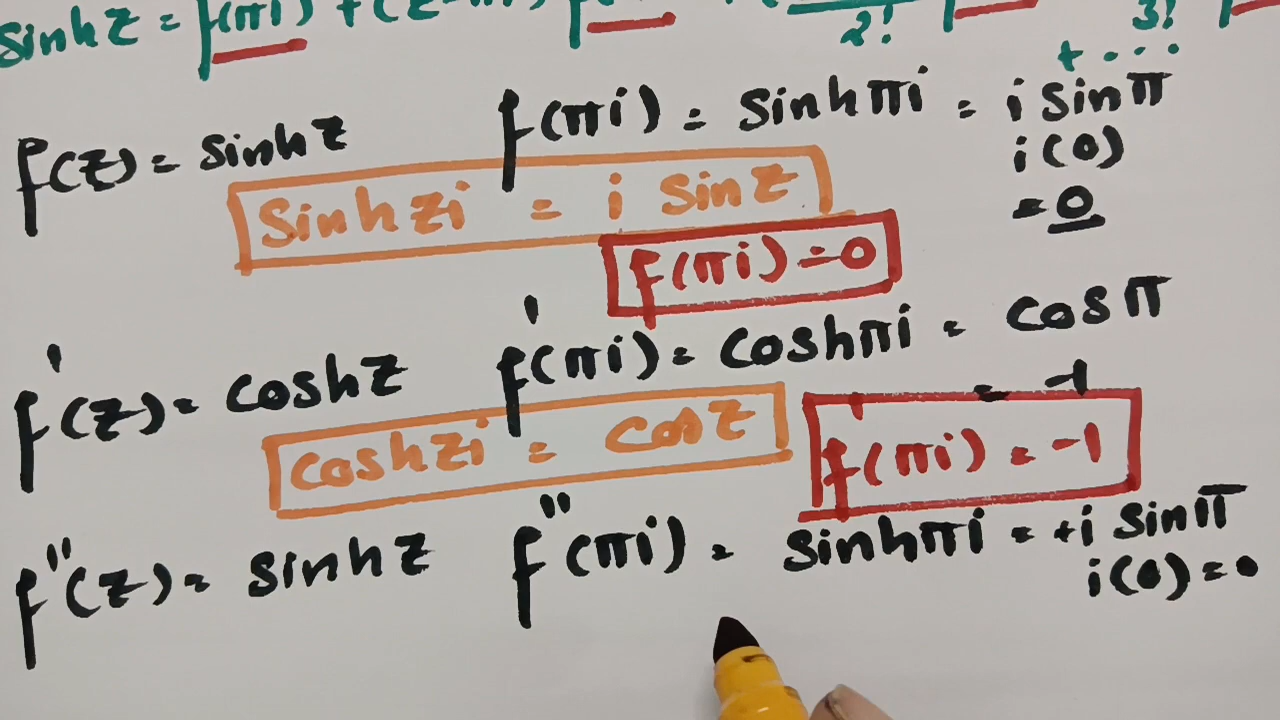 sinhz = f(πi) + (z-πi) 2! 3!
+ ...
f(z) = sinhz f(πi) = sinhπi = i sinπ
i(0)
= 0
sinhzi = i sinz
f(πi) = 0
f'(z) = coshz f'(πi) = coshπi = cosπ
= -1
coshzi = cosz
f'(πi) = -1
f''(z) = sinhz f''(πi) = sinhπi = +i sinπ
i(0) = 0